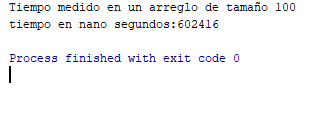 Tiempo medido en un arreglo de tamaño 100
tiempo en nano segundos:602416
Process finished with exit code 0